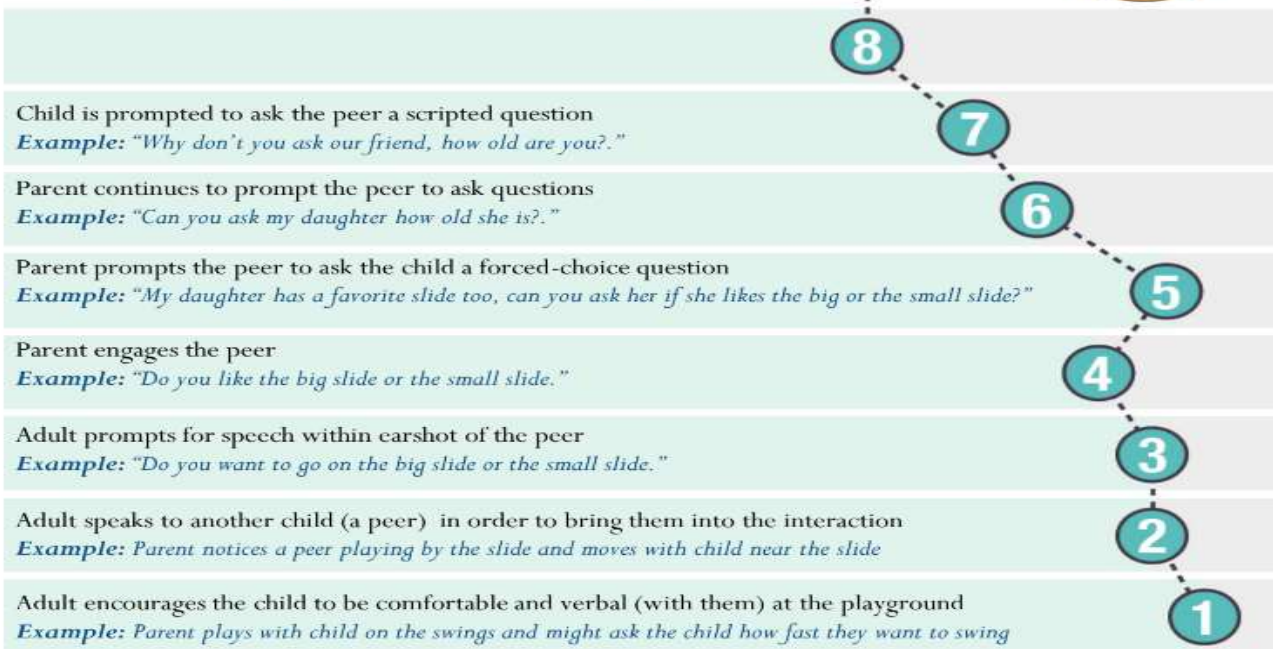 8
Child is prompted to ask the peer a scripted question
Example: “Why don’t you ask our friend, how old are you?.”
7
Parent continues to prompt the peer to ask questions
Example: “Can you ask my daughter how old she is?.”
6
Parent prompts the peer to ask the child a forced-choice question
Example: “My daughter has a favorite slide too, can you ask her if she likes the big or the small slide?”
5
Parent engages the peer
Example: “Do you like the big slide or the small slide.”
4
Adult prompts for speech within earshot of the peer
Example: “Do you want to go on the big slide or the small slide.”
3
Adult speaks to another child (a peer) in order to bring them into the interaction
Example: Parent notices a peer playing by the slide and moves with child near the slide
2
Adult encourages the child to be comfortable and verbal (with them) at the playground
Example: Parent plays with child on the swings and might ask the child how fast they want to swing
1